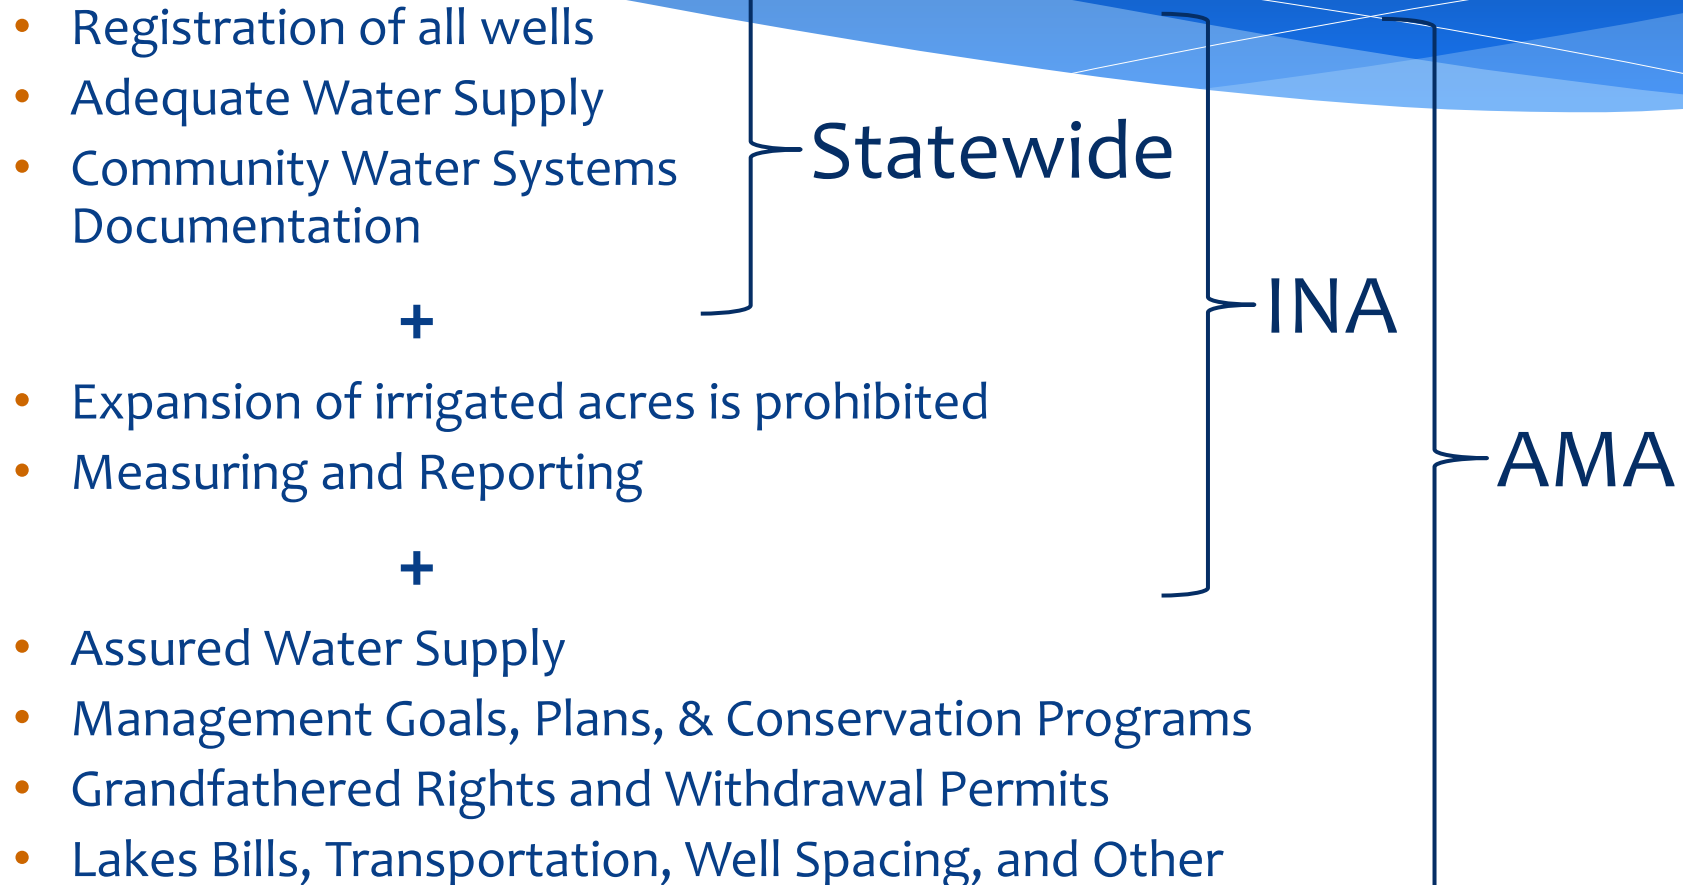 • Registration of all wells
• Adequate Water Supply
• Community Water Systems
Documentation
Statewide
+
INA
• Expansion of irrigated acres is prohibited
• Measuring and Reporting
AMA
+
• Assured Water Supply
• Management Goals, Plans, & Conservation Programs
• Grandfathered Rights and Withdrawal Permits
• Lakes Bills, Transportation, Well Spacing, and Other